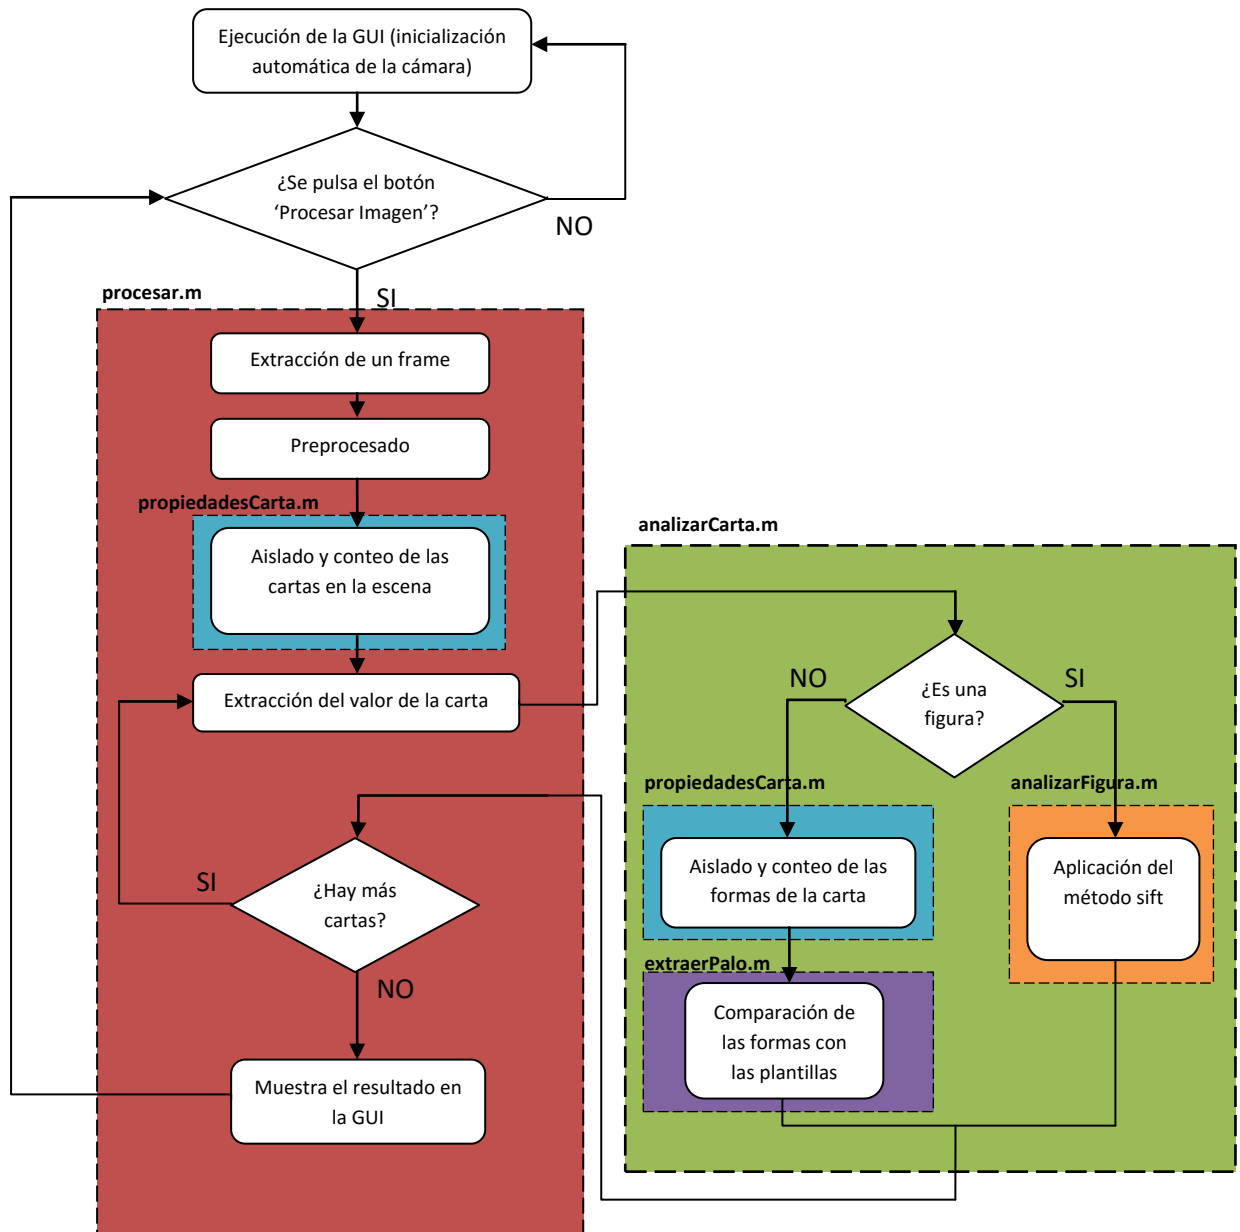 Ejecución de la GUI (inicialización
automática de la cámara)
¿Se pulsa el botón
‘Procesar Imagen’?
NO
SI
procesar.m
Extracción de un frame
Preprocesado
propiedadesCarta.m
Aislado y conteo de las
cartas en la escena
Extracción del valor de la carta
analizarCarta.m
¿Es una
figura?
NO
SI
propiedadesCarta.m
Aislado y conteo de las
formas de la carta
analizarFigura.m
Aplicación del
método sift
extraerPalo.m
Comparación de
las formas con
las plantillas
¿Hay más
cartas?
SI
NO
Muestra el resultado en
la GUI